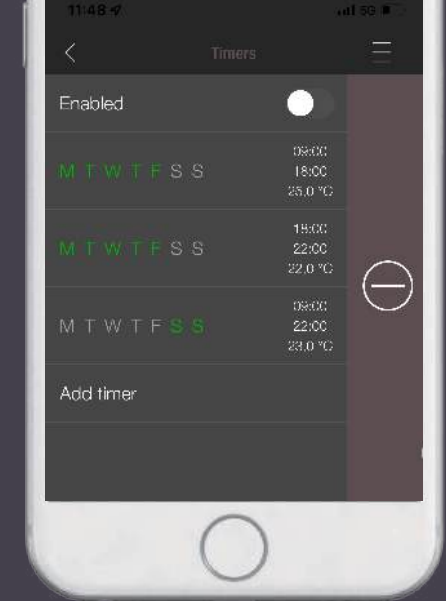 11:48
5G
Timers
Enabled
M T W T F S S
09:00
18:00
25,0 °C
M T W T F S S
18:00
22:00
22,0 °C
M T W T F S S
09:00
22:00
23,0 °C
Add timer